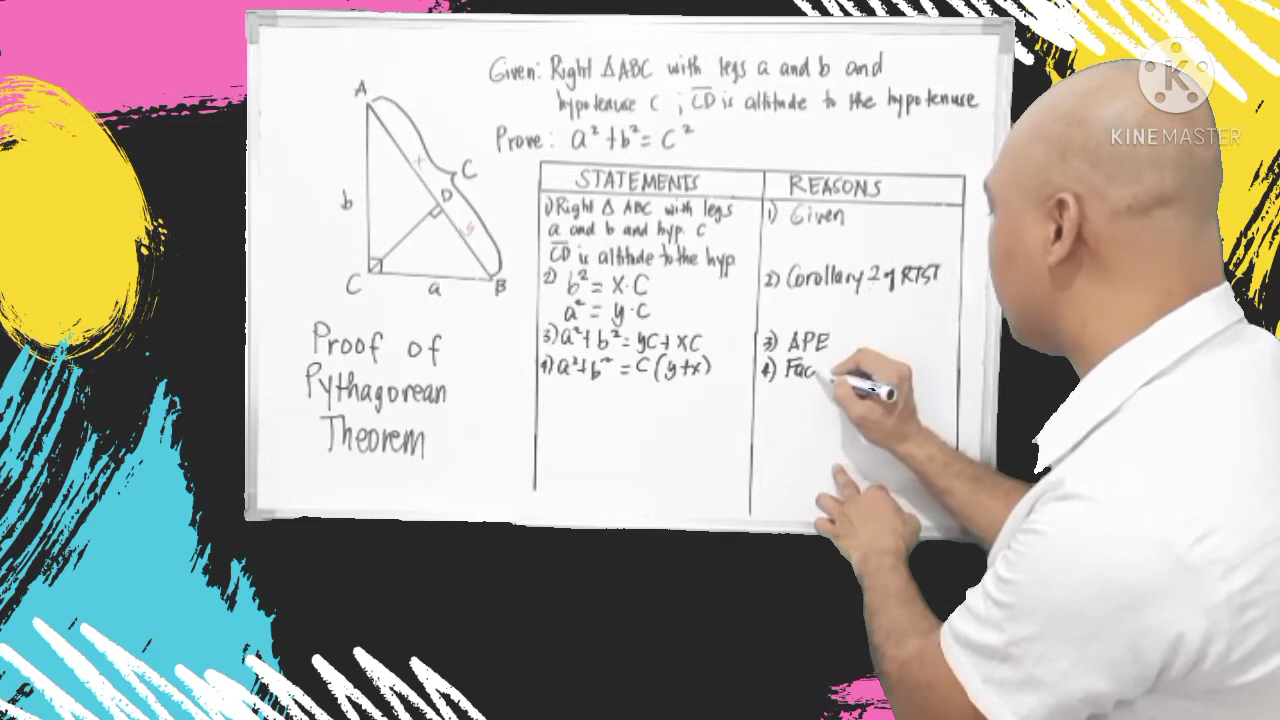 Given: Right △ABC with legs a and b and
hypotenuse C ; C̅D̅ is altitude to the hypotenuse
Prove: a² + b² = C²
A
x
C
D
b
y
C
a
B
Proof of
Pythagorean
Theorem
STATEMENTS
REASONS
1) Right △ ABC with legs
a and b and hyp. C
C̅D̅ is altitude to the hyp
1) Given
2) b² = x·C
a² = y·C
2) Corollary 2 of RTST
3) a² + b² = yC + xC
3) APE
4) a² + b² = C(y+x)
4) Fac
KINEMASTER